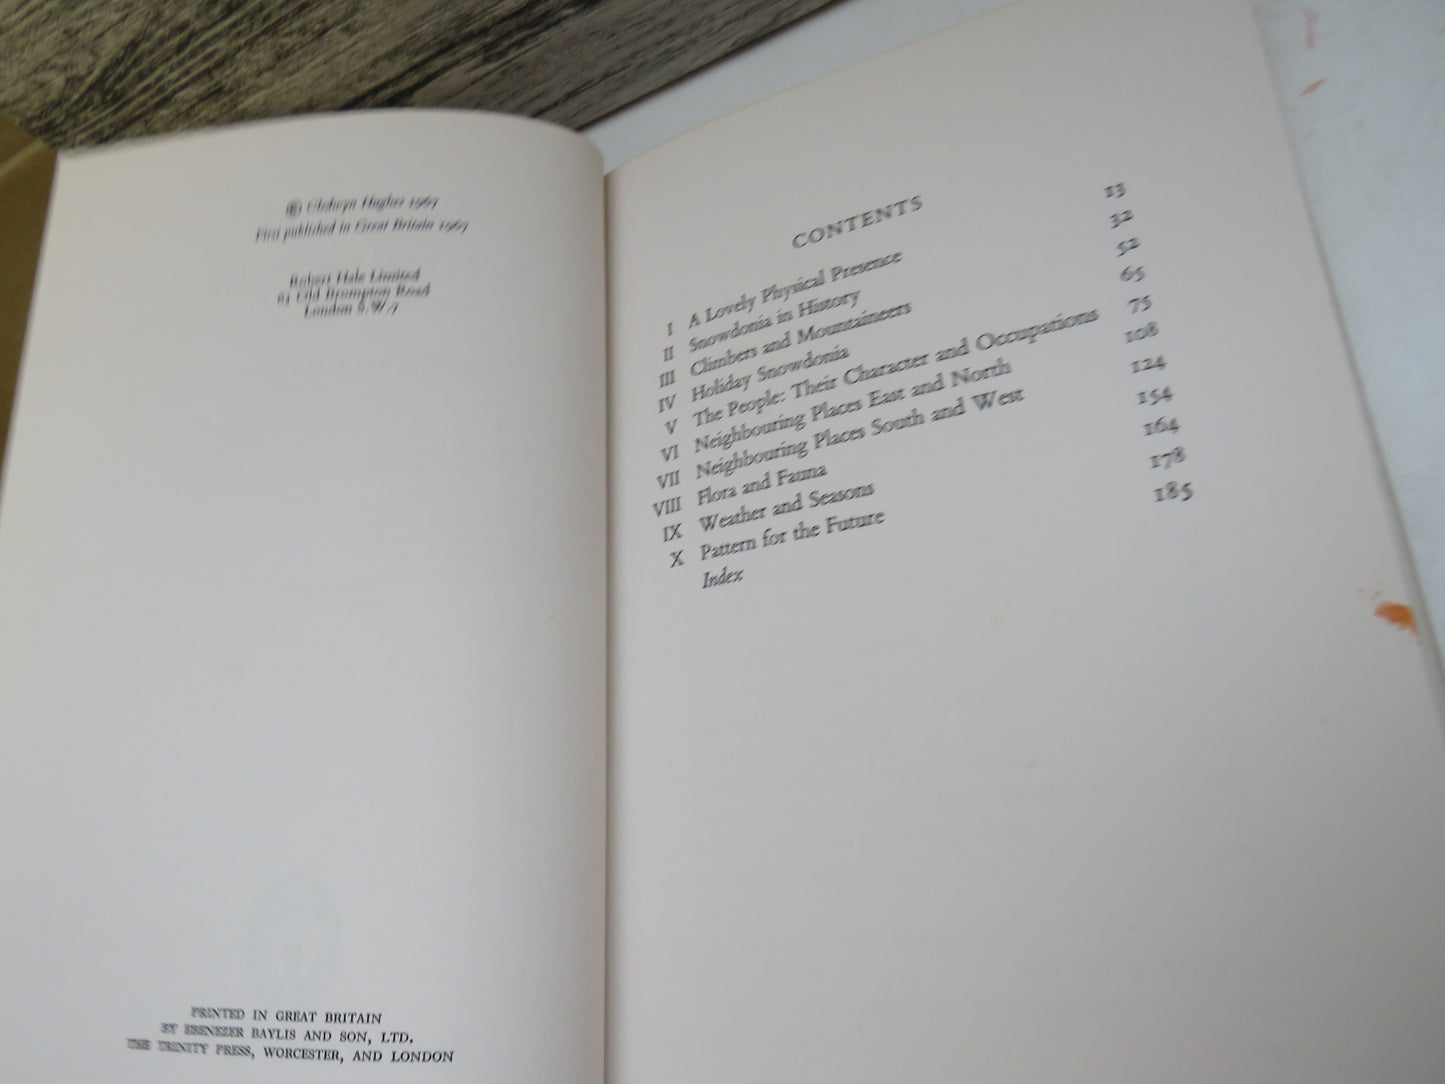 © Gledwyn Hughes 1967
First published in Great Britain 1967
Robert Hale Limited
63 Old Brompton Road
London S.W.7
PRINTED IN GREAT BRITAIN
BY EBENEZER BAYLIS AND SON, LTD.
THE TRINITY PRESS, WORCESTER, AND LONDON
CONTENTS
I A Lovely Physical Presence 13
II Snowdonia in History 32
III Climbers and Mountaineers 52
IV Holiday Snowdonia 65
V The People: Their Character and Occupations 75
VI Neighbouring Places East and North 108
VII Neighbouring Places South and West 124
VIII Flora and Fauna 154
IX Weather and Seasons 164
X Pattern for the Future 178
Index 185